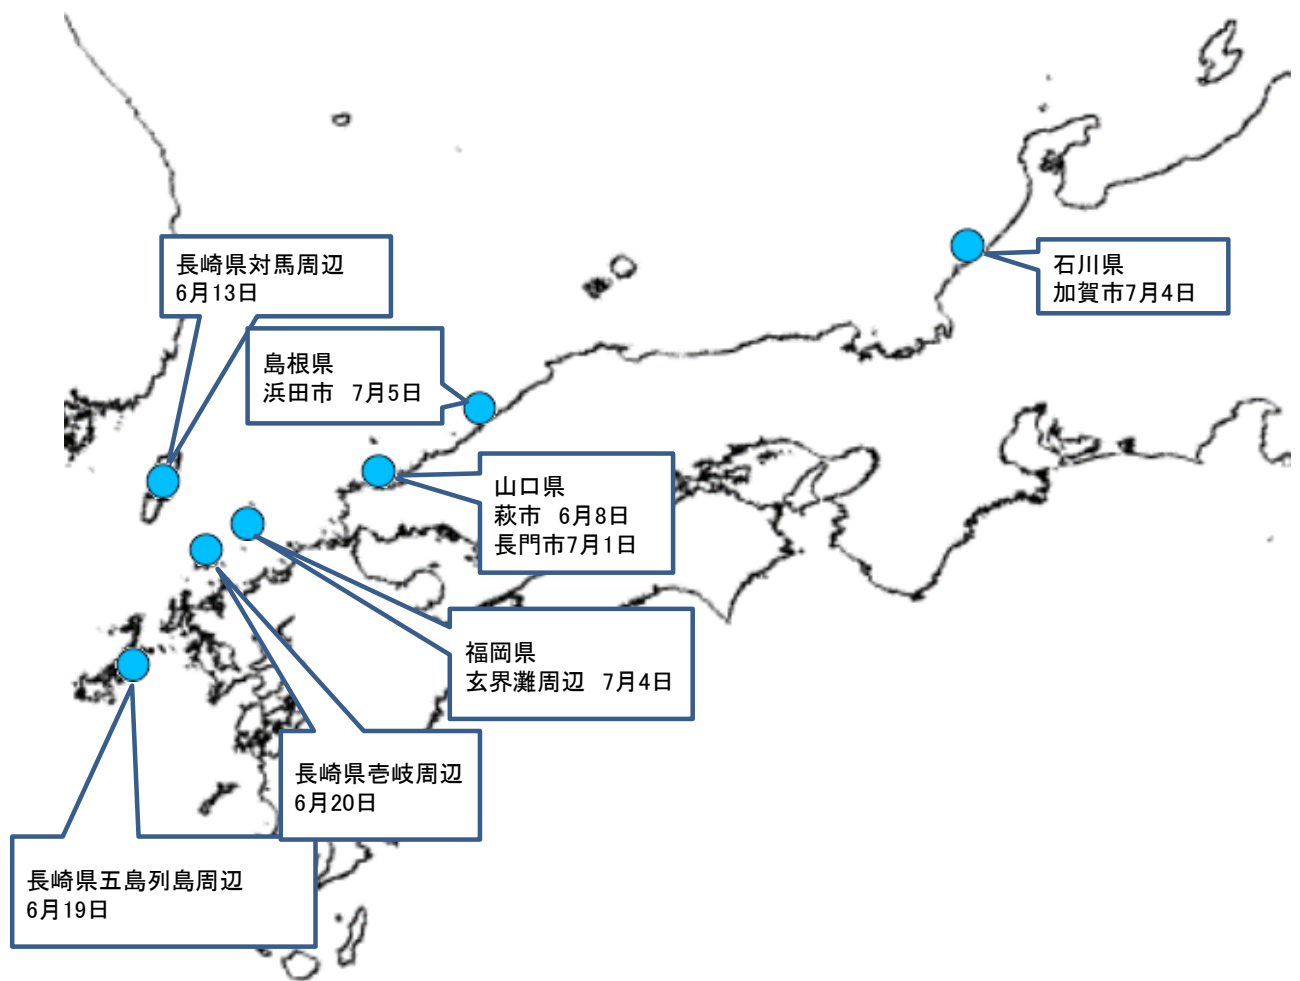 長崎県対馬周辺
6月13日
石川県
加賀市7月4日
島根県
浜田市　7月5日
山口県
萩市　6月8日
長門市7月1日
福岡県
玄界灘周辺　7月4日
長崎県壱岐周辺
6月20日
長崎県五島列島周辺
6月19日